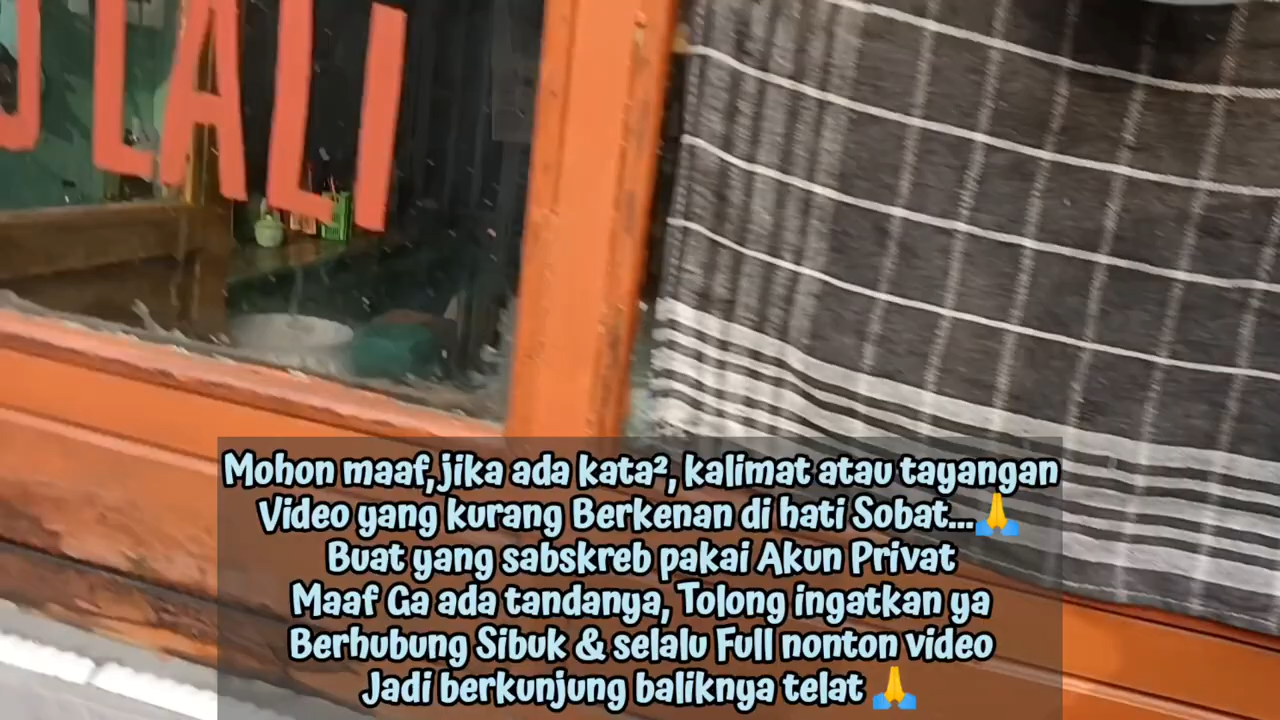 LALI
Mohon maaf,jika ada kata², kalimat atau tayangan
Video yang kurang Berkenan di hati Sobat...🙏
Buat yang sabskreb pakai Akun Privat
Maaf Ga ada tandanya, Tolong ingatkan ya
Berhubung Sibuk & selalu Full nonton video
Jadi berkunjung baliknya telat 🙏